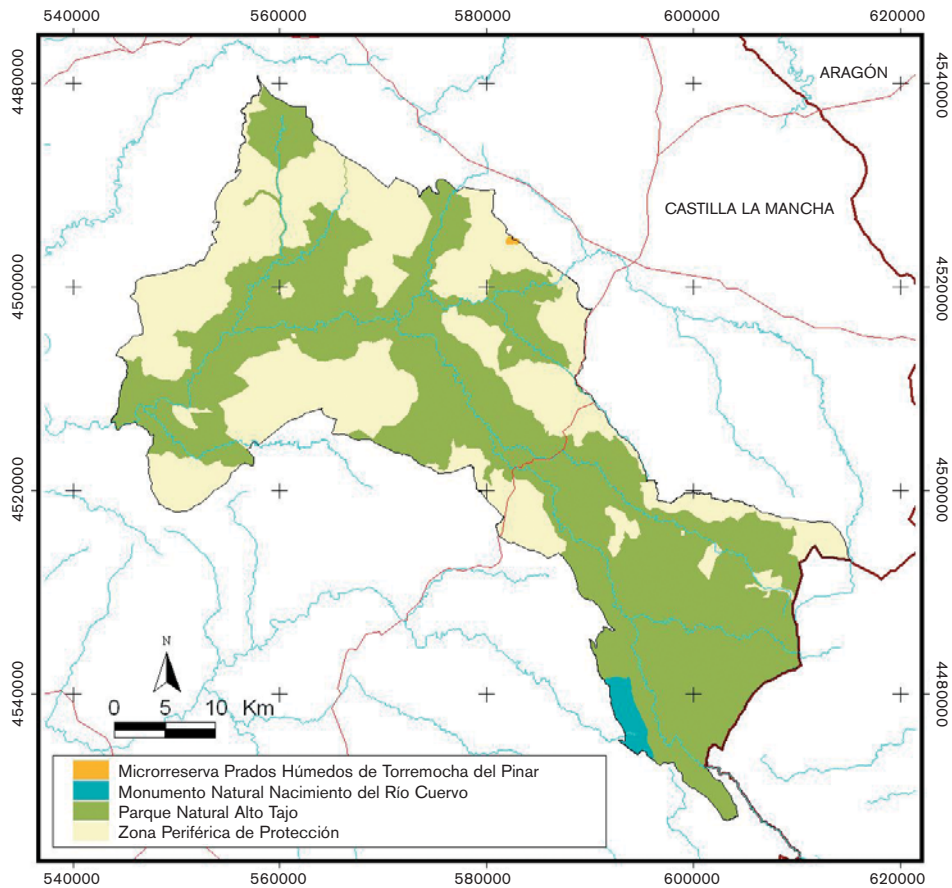 540000 560000 580000 600000 620000
4480000
4540000
ARAGÓN
CASTILLA LA MANCHA
4500000
4520000
4520000
4500000
4540000
4480000
N
0 5 10 Km
Microrreserva Prados Húmedos de Torremocha del Pinar
Monumento Natural Nacimiento del Río Cuervo
Parque Natural Alto Tajo
Zona Periférica de Protección
540000 560000 580000 600000 620000